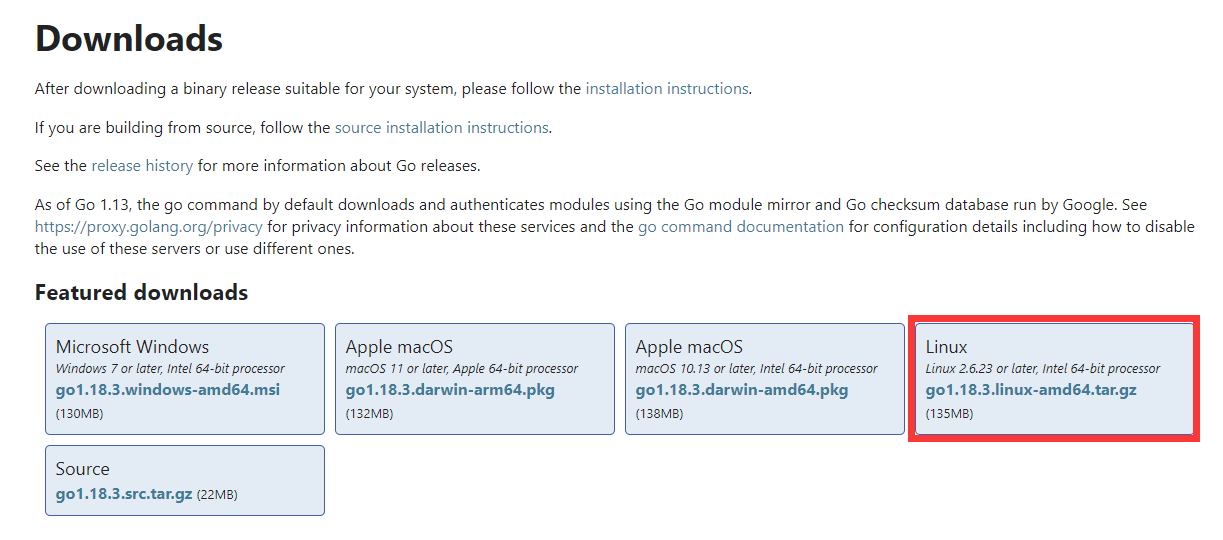 Downloads
After downloading a binary release suitable for your system, please follow the installation instructions.
If you are building from source, follow the source installation instructions.
See the release history for more information about Go releases.
As of Go 1.13, the go command by default downloads and authenticates modules using the Go module mirror and Go checksum database run by Google. See
https://proxy.golang.org/privacy for privacy information about these services and the go command documentation for configuration details including how to disable
the use of these servers or use different ones.
Featured downloads
Microsoft Windows
Windows 7 or later, Intel 64-bit processor
go1.18.3.windows-amd64.msi
(130MB)
Apple macOS
macOS 11 or later, Apple 64-bit processor
go1.18.3.darwin-arm64.pkg
(132MB)
Apple macOS
macOS 10.13 or later, Intel 64-bit processor
go1.18.3.darwin-amd64.pkg
(138MB)
Linux
Linux 2.6.23 or later, Intel 64-bit processor
go1.18.3.linux-amd64.tar.gz
(135MB)
Source
go1.18.3.src.tar.gz (22MB)